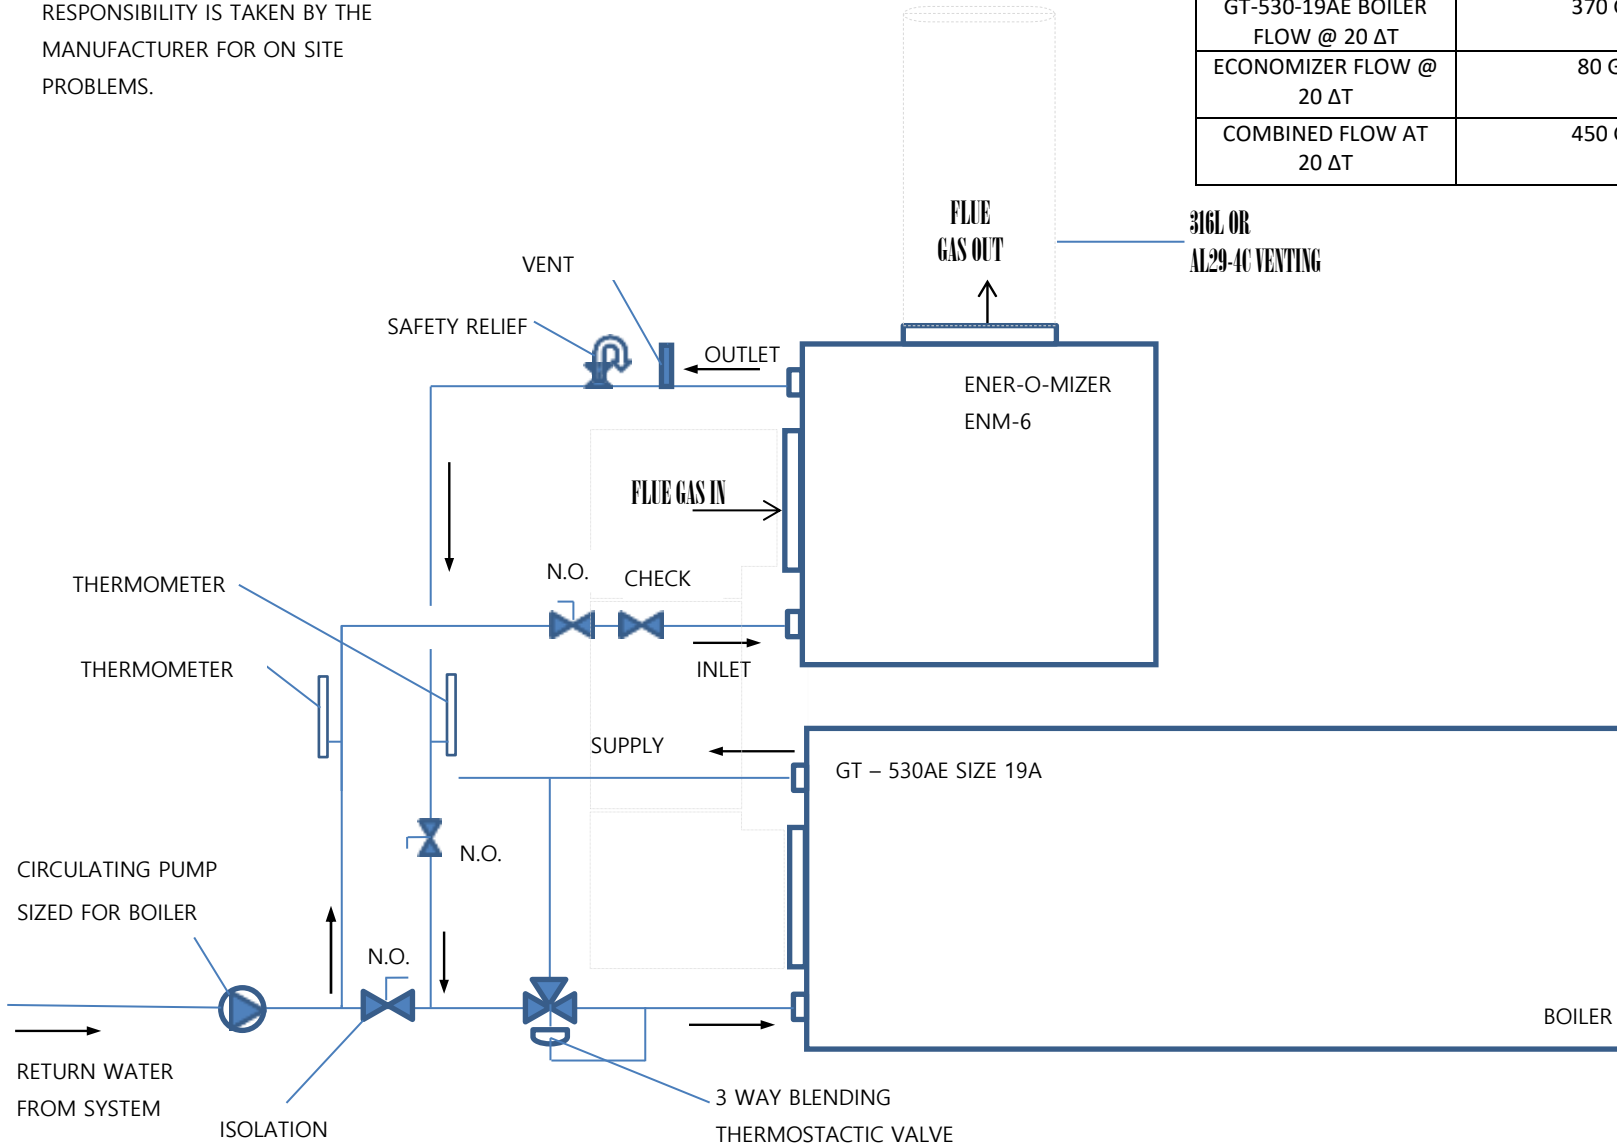 RESPONSIBILITY IS TAKEN BY THE
MANUFACTURER FOR ON SITE
PROBLEMS.
GT-530-19AE BOILER
FLOW @ 20 ΔT
370
ECONOMIZER FLOW @
20 ΔT
80
COMBINED FLOW AT
20 ΔT
450
FLUE
GAS OUT
316L OR
AL29-4C VENTING
VENT
SAFETY RELIEF
OUTLET
ENER-O-MIZER
ENM-6
FLUE GAS IN
N.O.
CHECK
THERMOMETER
THERMOMETER
INLET
SUPPLY
GT – 530AE SIZE 19A
N.O.
CIRCULATING PUMP
SIZED FOR BOILER
N.O.
BOILER
RETURN WATER
FROM SYSTEM
ISOLATION
3 WAY BLENDING
THERMOSTACTIC VALVE